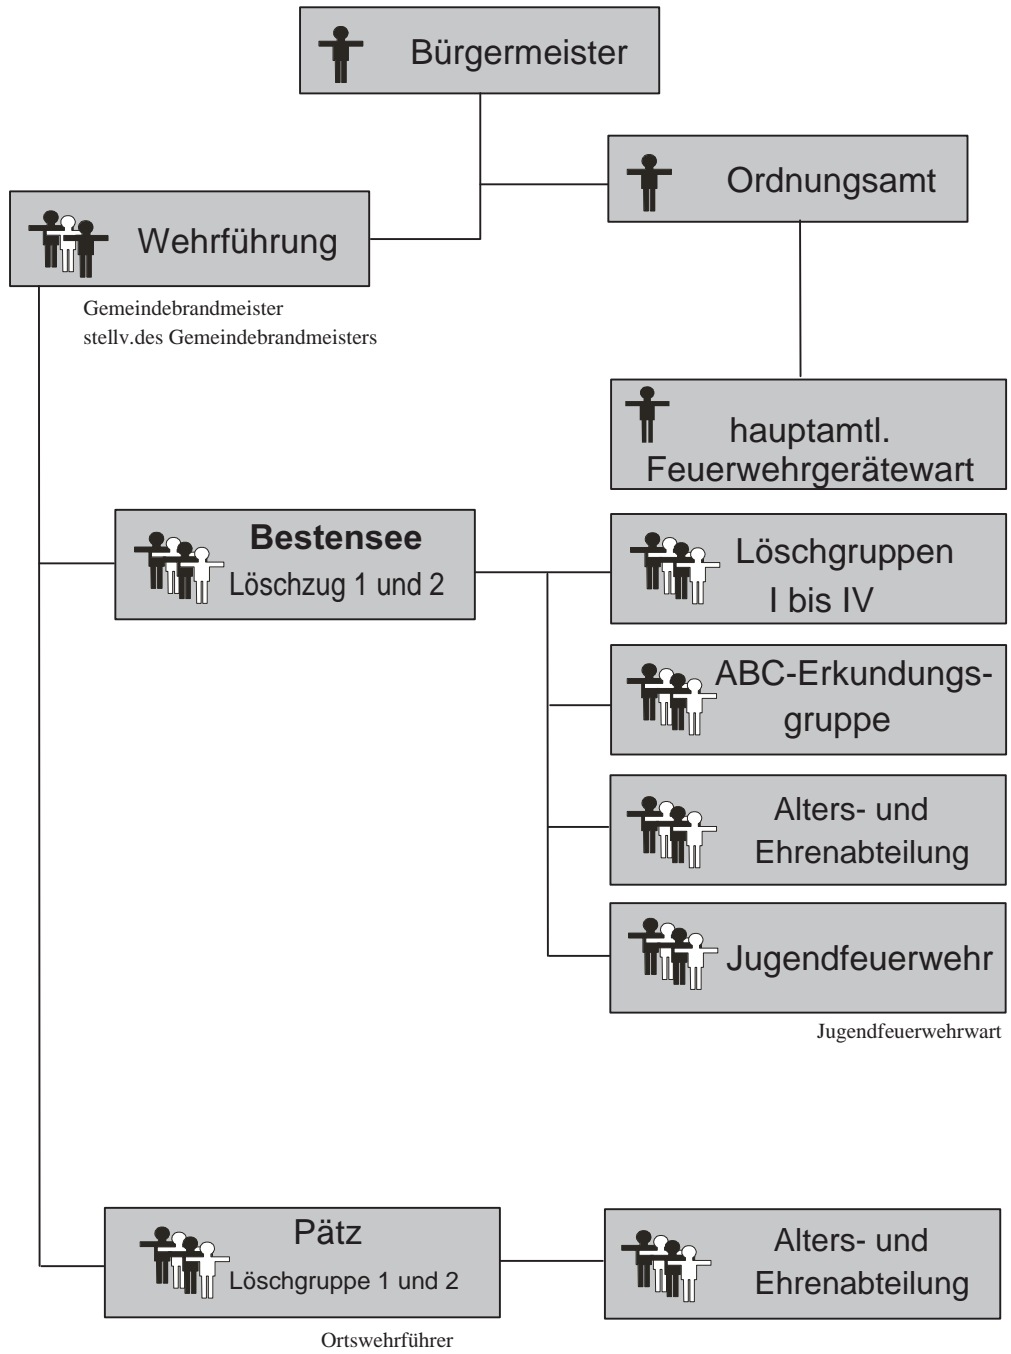 Bürgermeister
Ordnungsamt
Wehrführung
Gemeindebrandmeister
stellv.des Gemeindebrandmeisters
hauptamtl.
Feuerwehrgerätewart
Bestensee
Löschzug 1 und 2
Löschgruppen
I bis IV
ABC-Erkundungs-
gruppe
Alters- und
Ehrenabteilung
Jugendfeuerwehr
Jugendfeuerwehrwart
Pätz
Löschgruppe 1 und 2
Ortswehrführer
Alters- und
Ehrenabteilung